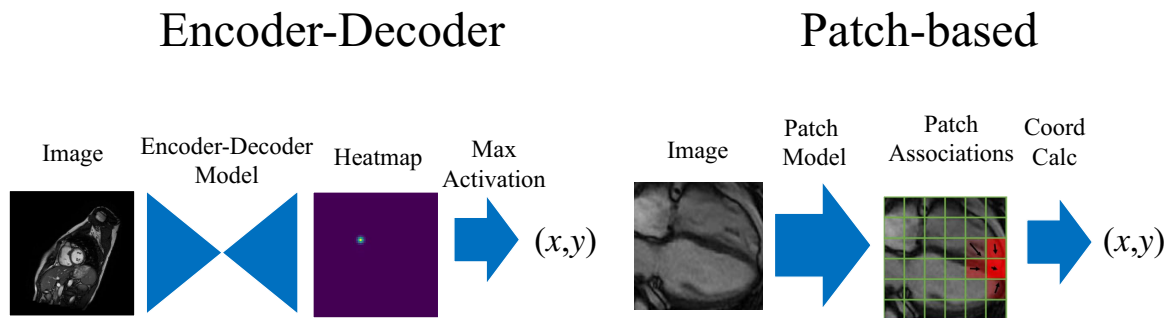 Encoder-Decoder
Image
Encoder-Decoder
Model
Heatmap
Max
Activation
(x,y)
Patch-based
Image
Patch
Model
Patch
Associations
Coord
Calc
(x,y)